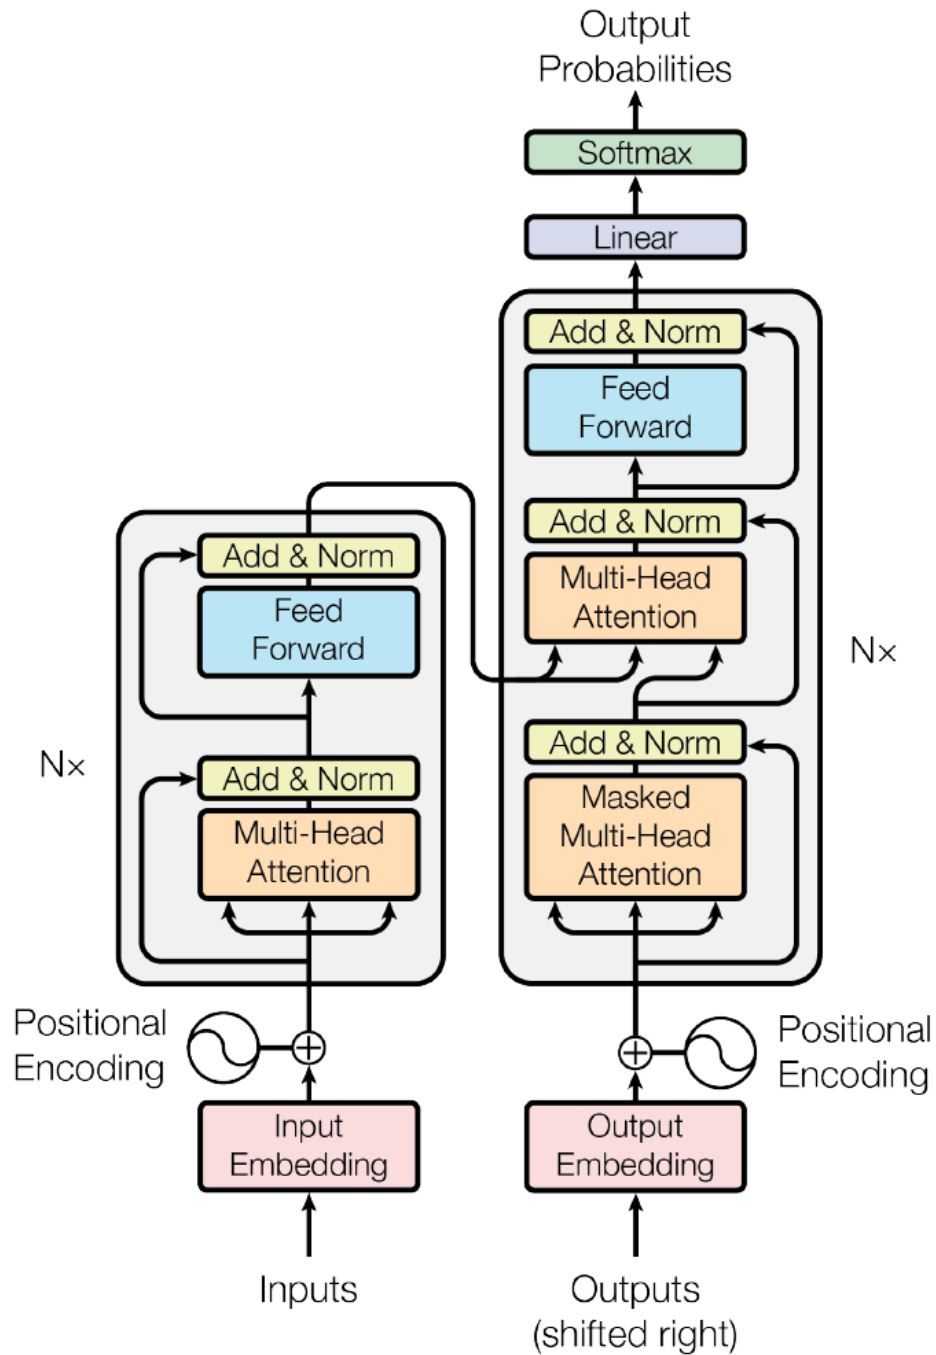 Output
Probabilities
Softmax
Linear
Add & Norm
Feed
Forward
Add & Norm
Multi-Head
Attention
Add & Norm
Masked
Multi-Head
Attention
Nx
Add & Norm
Feed
Forward
Add & Norm
Multi-Head
Attention
Nx
Positional
Encoding
Positional
Encoding
Input
Embedding
Output
Embedding
Inputs
Outputs
(shifted right)